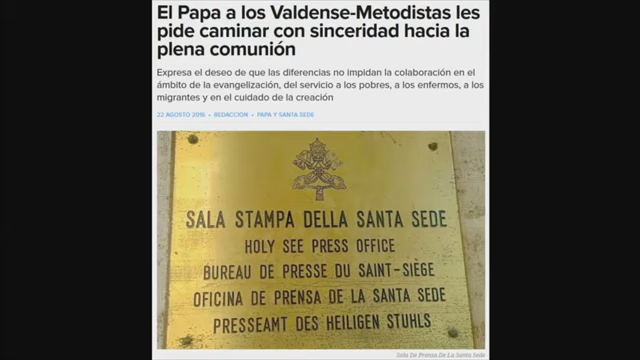 El Papa a los Valdense-Metodistas les
pide caminar con sinceridad hacia la
plena comunión
Expresa el deseo de que las diferencias no impidan la colaboración en el
ámbito de la evangelización, del servicio a los pobres, a los enfermos, a los
migrantes y en el cuidado de la creación
22 AGOSTO 2016 • REDACCION • PAPA Y SANTA SEDE
SALA STAMPA DELLA SANTA SEDE
HOLY SEE PRESS OFFICE
BUREAU DE PRESSE DU SAINT-SIÈGE
OFICINA DE PRENSA DE LA SANTA SEDE
PRESSEAMT DES HEILIGEN STUHLS
Sala De Prensa De La Santa Sede